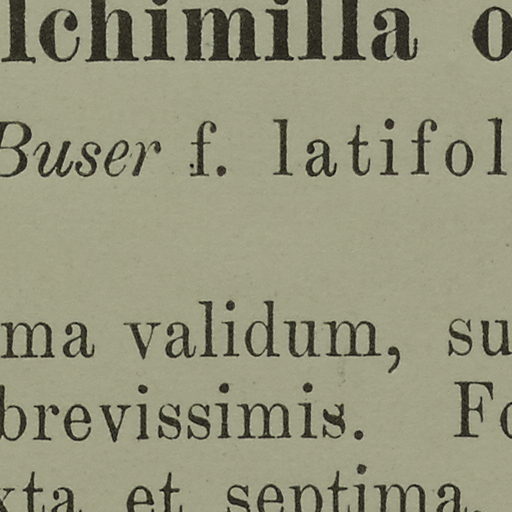 lchimilla o
Buser f. latifol
ma validum, su
brevissimis. Fo
xta et septima,